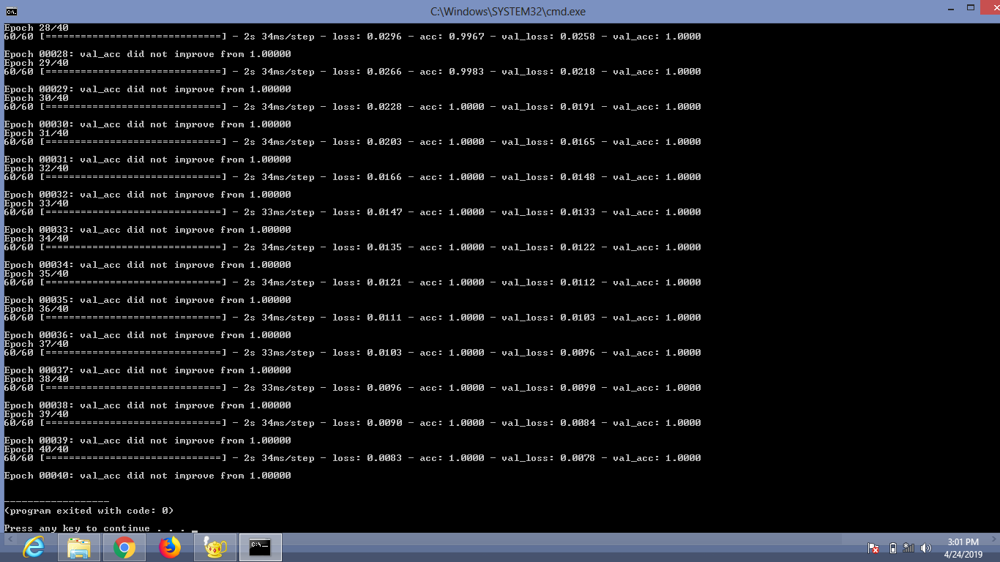 C:\Windows\SYSTEM32\cmd.exe
Epoch 28/40
60/60 [==============================] - 2s 34ms/step - loss: 0.0296 - acc: 0.9967 - val_loss: 0.0258 - val_acc: 1.0000
Epoch 00028: val_acc did not improve from 1.00000
Epoch 29/40
60/60 [==============================] - 2s 34ms/step - loss: 0.0266 - acc: 0.9983 - val_loss: 0.0218 - val_acc: 1.0000
Epoch 00029: val_acc did not improve from 1.00000
Epoch 30/40
60/60 [==============================] - 2s 34ms/step - loss: 0.0228 - acc: 1.0000 - val_loss: 0.0191 - val_acc: 1.0000
Epoch 00030: val_acc did not improve from 1.00000
Epoch 31/40
60/60 [==============================] - 2s 34ms/step - loss: 0.0203 - acc: 1.0000 - val_loss: 0.0165 - val_acc: 1.0000
Epoch 00031: val_acc did not improve from 1.00000
Epoch 32/40
60/60 [==============================] - 2s 34ms/step - loss: 0.0166 - acc: 1.0000 - val_loss: 0.0148 - val_acc: 1.0000
Epoch 00032: val_acc did not improve from 1.00000
Epoch 33/40
60/60 [==============================] - 2s 33ms/step - loss: 0.0147 - acc: 1.0000 - val_loss: 0.0133 - val_acc: 1.0000
Epoch 00033: val_acc did not improve from 1.00000
Epoch 34/40
60/60 [==============================] - 2s 34ms/step - loss: 0.0135 - acc: 1.0000 - val_loss: 0.0122 - val_acc: 1.0000
Epoch 00034: val_acc did not improve from 1.00000
Epoch 35/40
60/60 [==============================] - 2s 34ms/step - loss: 0.0121 - acc: 1.0000 - val_loss: 0.0112 - val_acc: 1.0000
Epoch 00035: val_acc did not improve from 1.00000
Epoch 36/40
60/60 [==============================] - 2s 34ms/step - loss: 0.0111 - acc: 1.0000 - val_loss: 0.0103 - val_acc: 1.0000
Epoch 00036: val_acc did not improve from 1.00000
Epoch 37/40
60/60 [==============================] - 2s 33ms/step - loss: 0.0103 - acc: 1.0000 - val_loss: 0.0096 - val_acc: 1.0000
Epoch 00037: val_acc did not improve from 1.00000
Epoch 38/40
60/60 [==============================] - 2s 33ms/step - loss: 0.0096 - acc: 1.0000 - val_loss: 0.0090 - val_acc: 1.0000
Epoch 00038: val_acc did not improve from 1.00000
Epoch 39/40
60/60 [==============================] - 2s 34ms/step - loss: 0.0090 - acc: 1.0000 - val_loss: 0.0084 - val_acc: 1.0000
Epoch 00039: val_acc did not improve from 1.00000
Epoch 40/40
60/60 [==============================] - 2s 34ms/step - loss: 0.0083 - acc: 1.0000 - val_loss: 0.0078 - val_acc: 1.0000
Epoch 00040: val_acc did not improve from 1.00000
------------------
(program exited with code: 0)
Press any key to continue . . . _
3:01 PM
4/24/2019